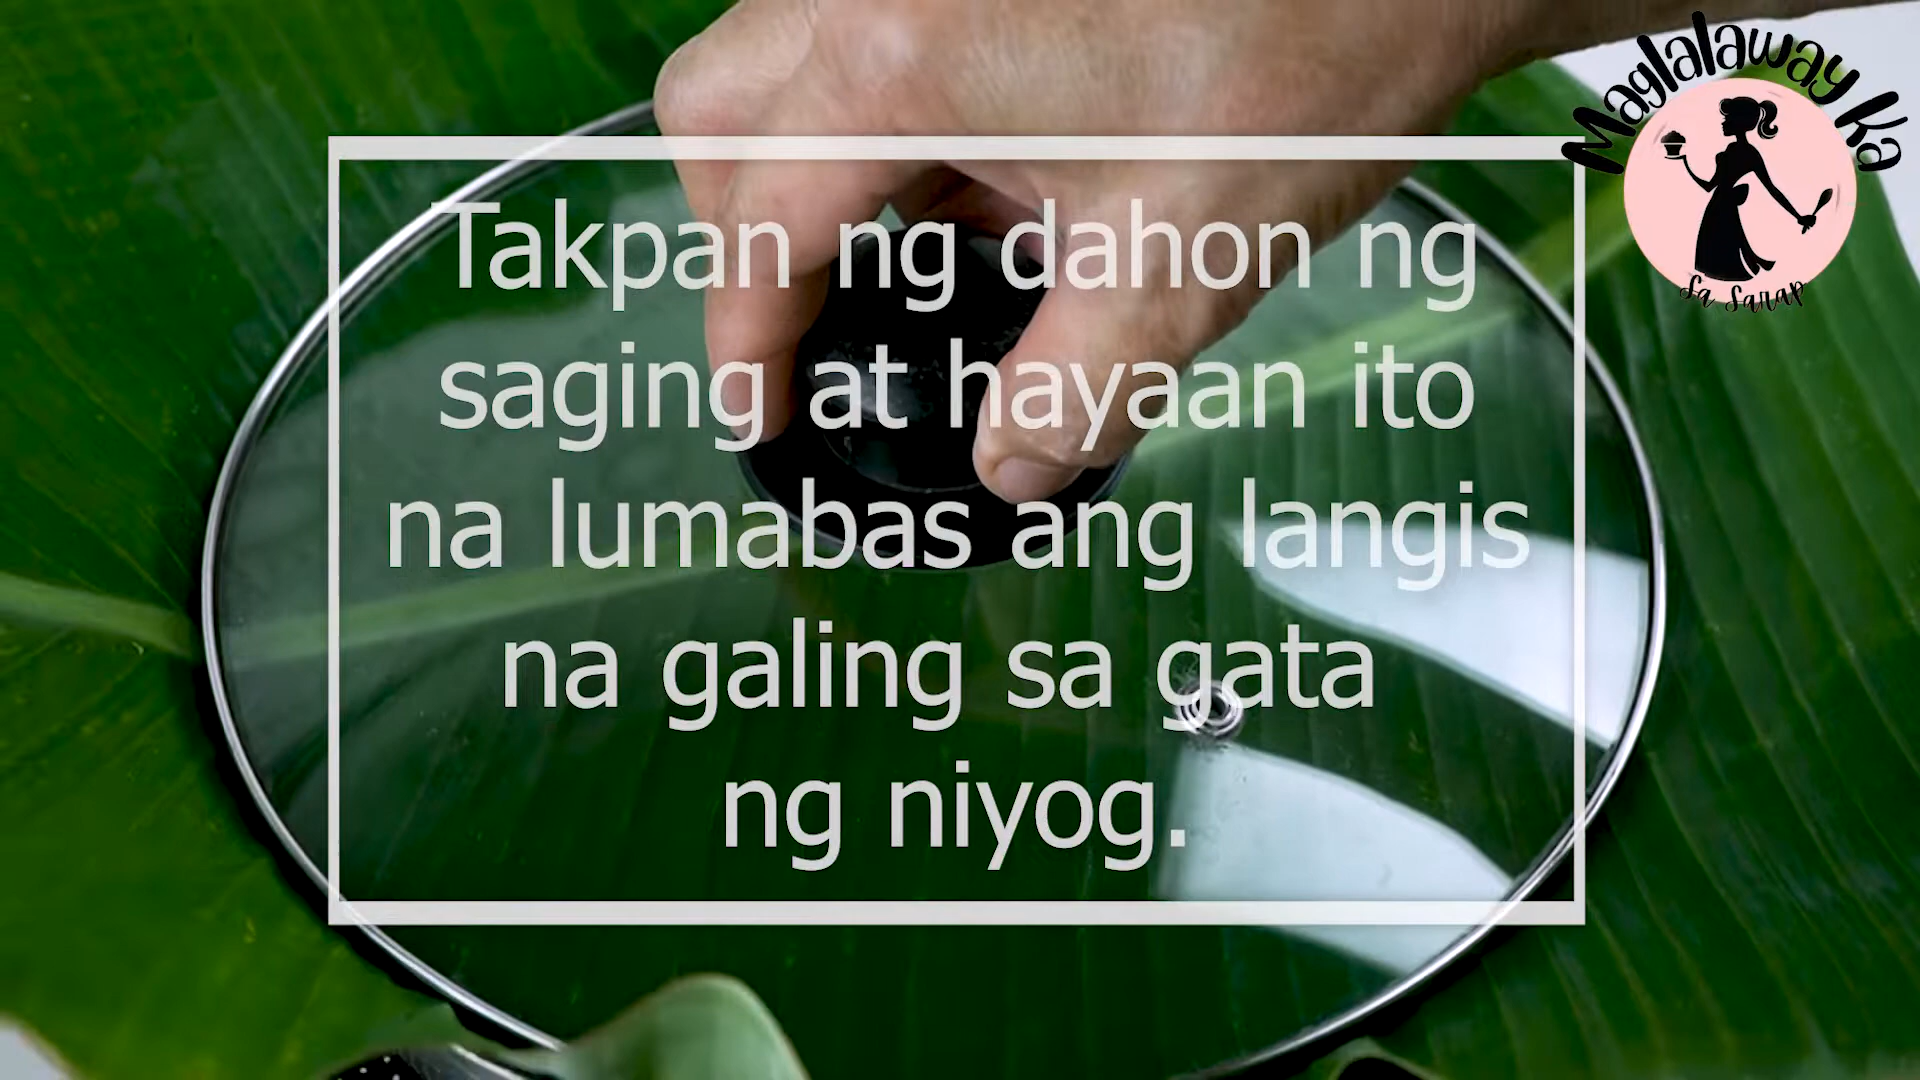 Maglalaway Ka
Sa Sarap
Takpan ng dahon ng
saging at hayaan ito
na lumabas ang langis
na galing sa gata
ng niyog.